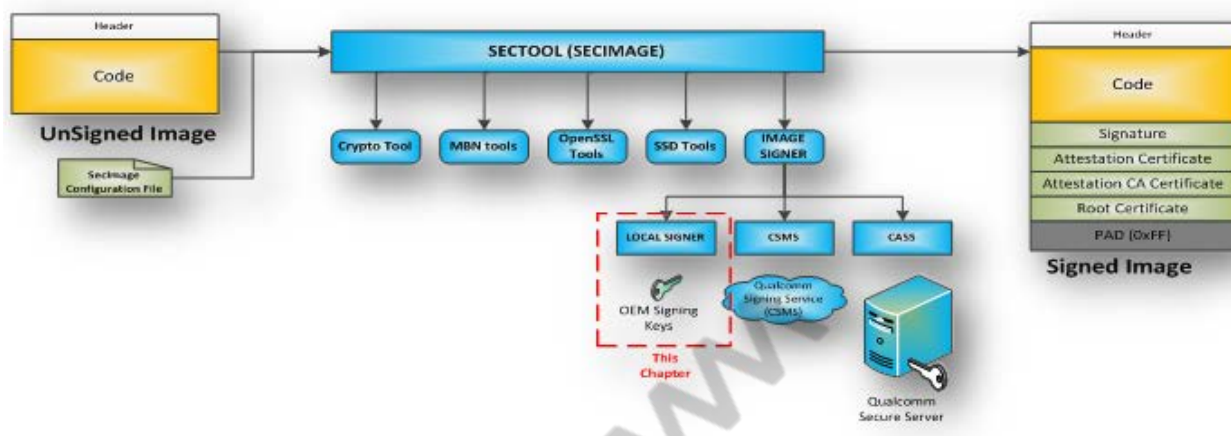 Header
Code
UnSigned Image
SecImage
Configuration File
SECTOOL (SECIMAGE)
Crypto Tool
MBN tools
OpenSSL
Tools
SSD Tools
IMAGE
SIGNER
LOCAL SIGNER
CSMS
CASS
OEM Signing
Keys
This
Chapter
Qualcomm
Signing Service
(CSMS)
Qualcomm
Secure Server
Header
Code
Signature
Attestation Certificate
Attestation CA Certificate
Root Certificate
PAD (0xFF)
Signed Image